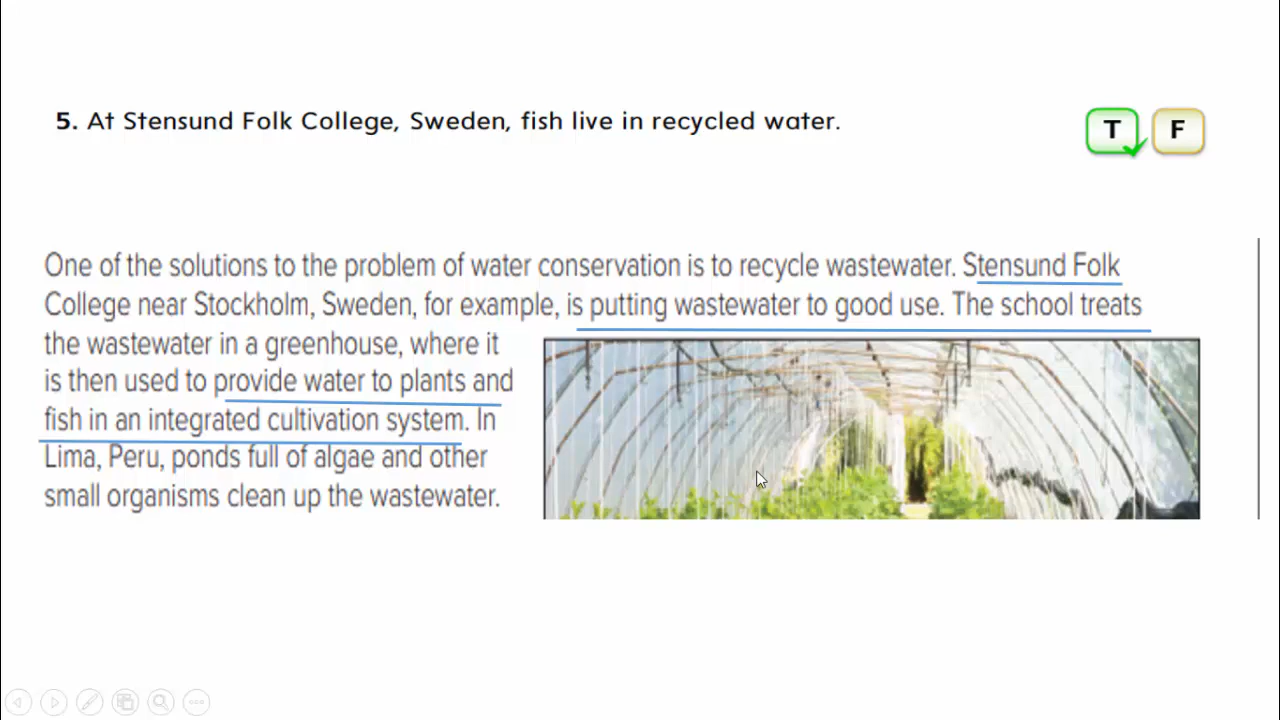 5. At Stensund Folk College, Sweden, fish live in recycled water.
T F
One of the solutions to the problem of water conservation is to recycle wastewater. Stensund Folk
College near Stockholm, Sweden, for example, is putting wastewater to good use. The school treats
the wastewater in a greenhouse, where it
is then used to provide water to plants and
fish in an integrated cultivation system. In
Lima, Peru, ponds full of algae and other
small organisms clean up the wastewater.